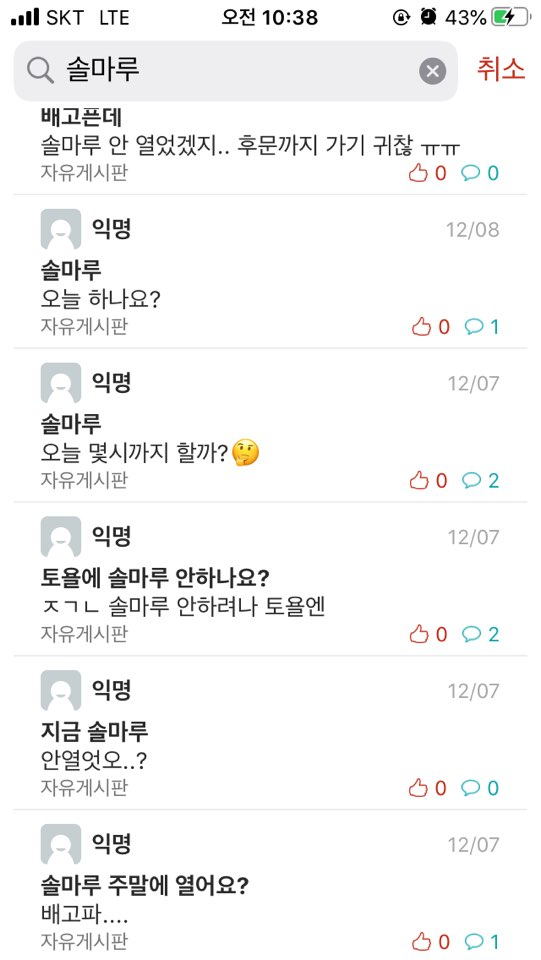 SKT LTE 오전 10:38 43%
솔마루 취소
배고픈데
솔마루 안 열었겠지.. 후문까지 가기 귀찮 ㅠㅠ
자유게시판 0 0
익명 12/08
솔마루
오늘 하나요?
자유게시판 0 1
익명 12/07
솔마루
오늘 몇시까지 할까?🤔
자유게시판 0 2
익명 12/07
토욜에 솔마루 안하나요?
ㅈㄱㄴ 솔마루 안하려나 토욜엔
자유게시판 0 2
익명 12/07
지금 솔마루
안열엇오..?
자유게시판 0 0
익명 12/07
솔마루 주말에 열어요?
배고파....
자유게시판 0 1